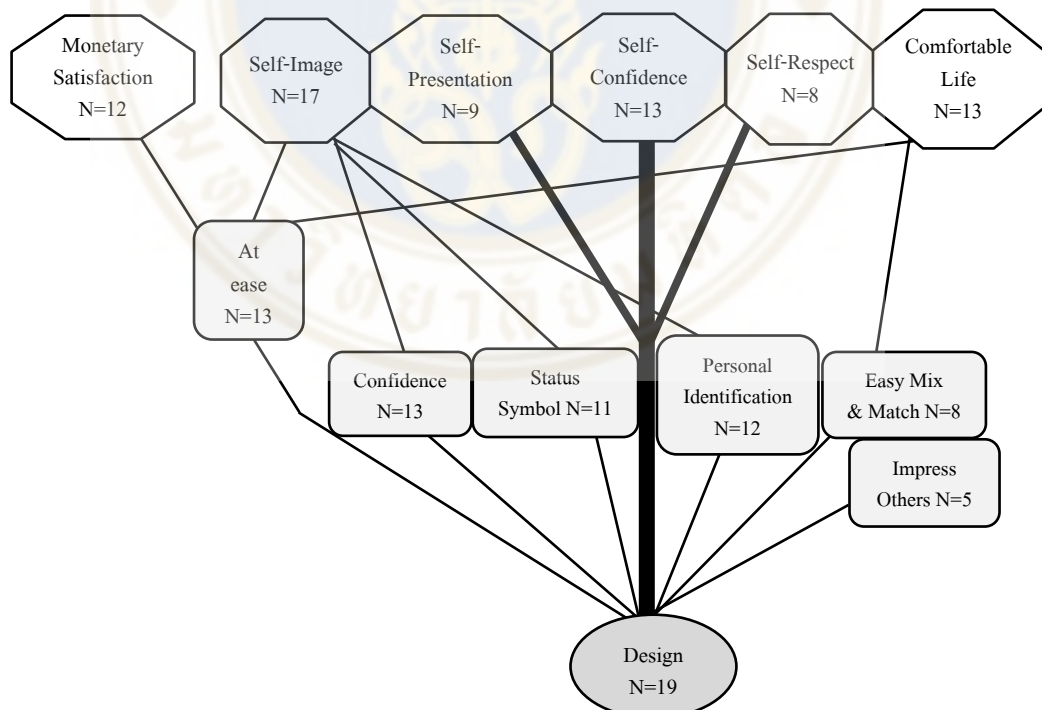 Monetary
Satisfaction
N=12
Self-Image
N=17
Self-
Presentation
N=9
Self-
Confidence
N=13
Self-Respect
N=8
Comfortable
Life
N=13
At
ease
N=13
Confidence
N=13
Status
Symbol N=11
Personal
Identification
N=12
Easy Mix
& Match N=8
Impress
Others N=5
Design
N=19